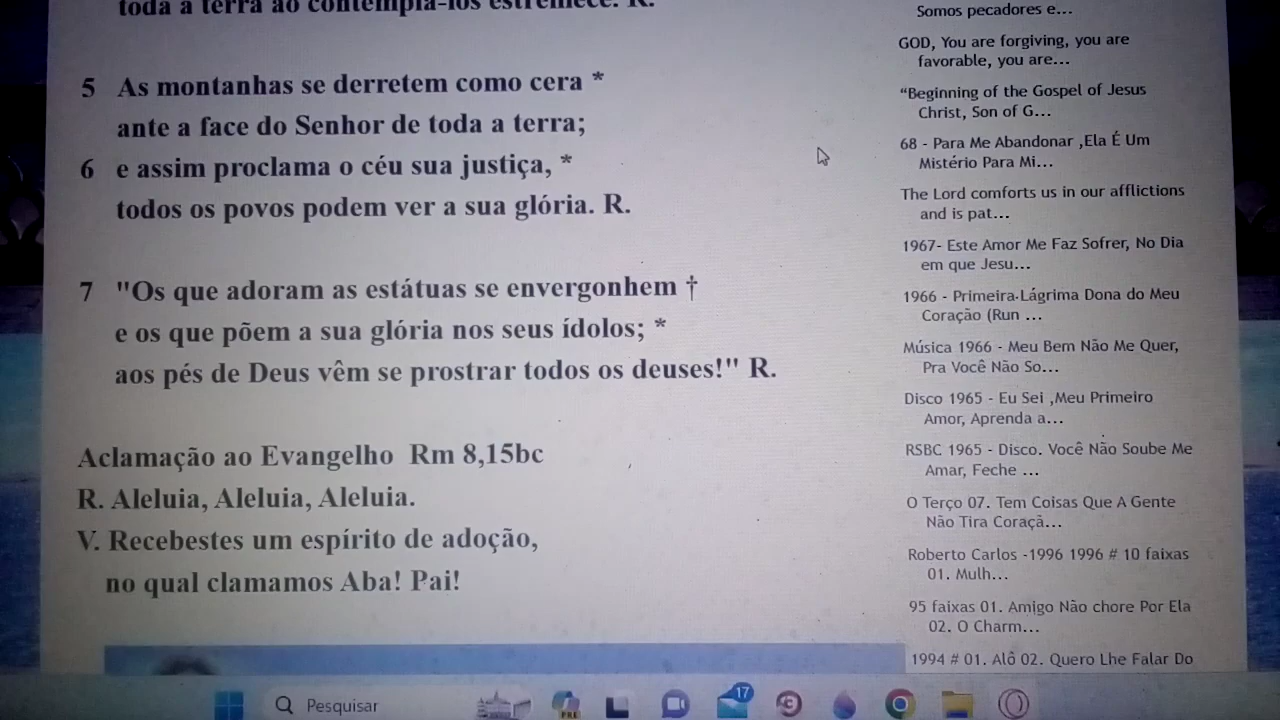 toda a terra ao contemplá-los estremece. R.
5 As montanhas se derretem como cera *
ante a face do Senhor de toda a terra;
6 e assim proclama o céu sua justiça, *
todos os povos podem ver a sua glória. R.
7 "Os que adoram as estátuas se envergonhem †
e os que põem a sua glória nos seus ídolos; *
aos pés de Deus vêm se prostrar todos os deuses!" R.
Aclamação ao Evangelho Rm 8,15bc
R. Aleluia, Aleluia, Aleluia.
V. Recebestes um espírito de adoção,
no qual clamamos Aba! Pai!
Somos pecadores e...
GOD, You are forgiving, you are
favorable, you are...
“Beginning of the Gospel of Jesus
Christ, Son of G...
68 - Para Me Abandonar ,Ela É Um
Mistério Para Mi...
The Lord comforts us in our afflictions
and is pat...
1967- Este Amor Me Faz Sofrer, No Dia
em que Jesu...
1966 - Primeira Lágrima Dona do Meu
Coração (Run ...
Música 1966 - Meu Bem Não Me Quer,
Pra Você Não So...
Disco 1965 - Eu Sei ,Meu Primeiro
Amor, Aprenda a...
RSBC 1965 - Disco. Você Não Soube Me
Amar, Feche ...
O Terço 07. Tem Coisas Que A Gente
Não Tira Coraçã...
Roberto Carlos -1996 1996 # 10 faixas
01. Mulh...
95 faixas 01. Amigo Não chore Por Ela
02. O Charm...
1994 # 01. Alô 02. Quero Lhe Falar Do
Pesquisar
PRE
17